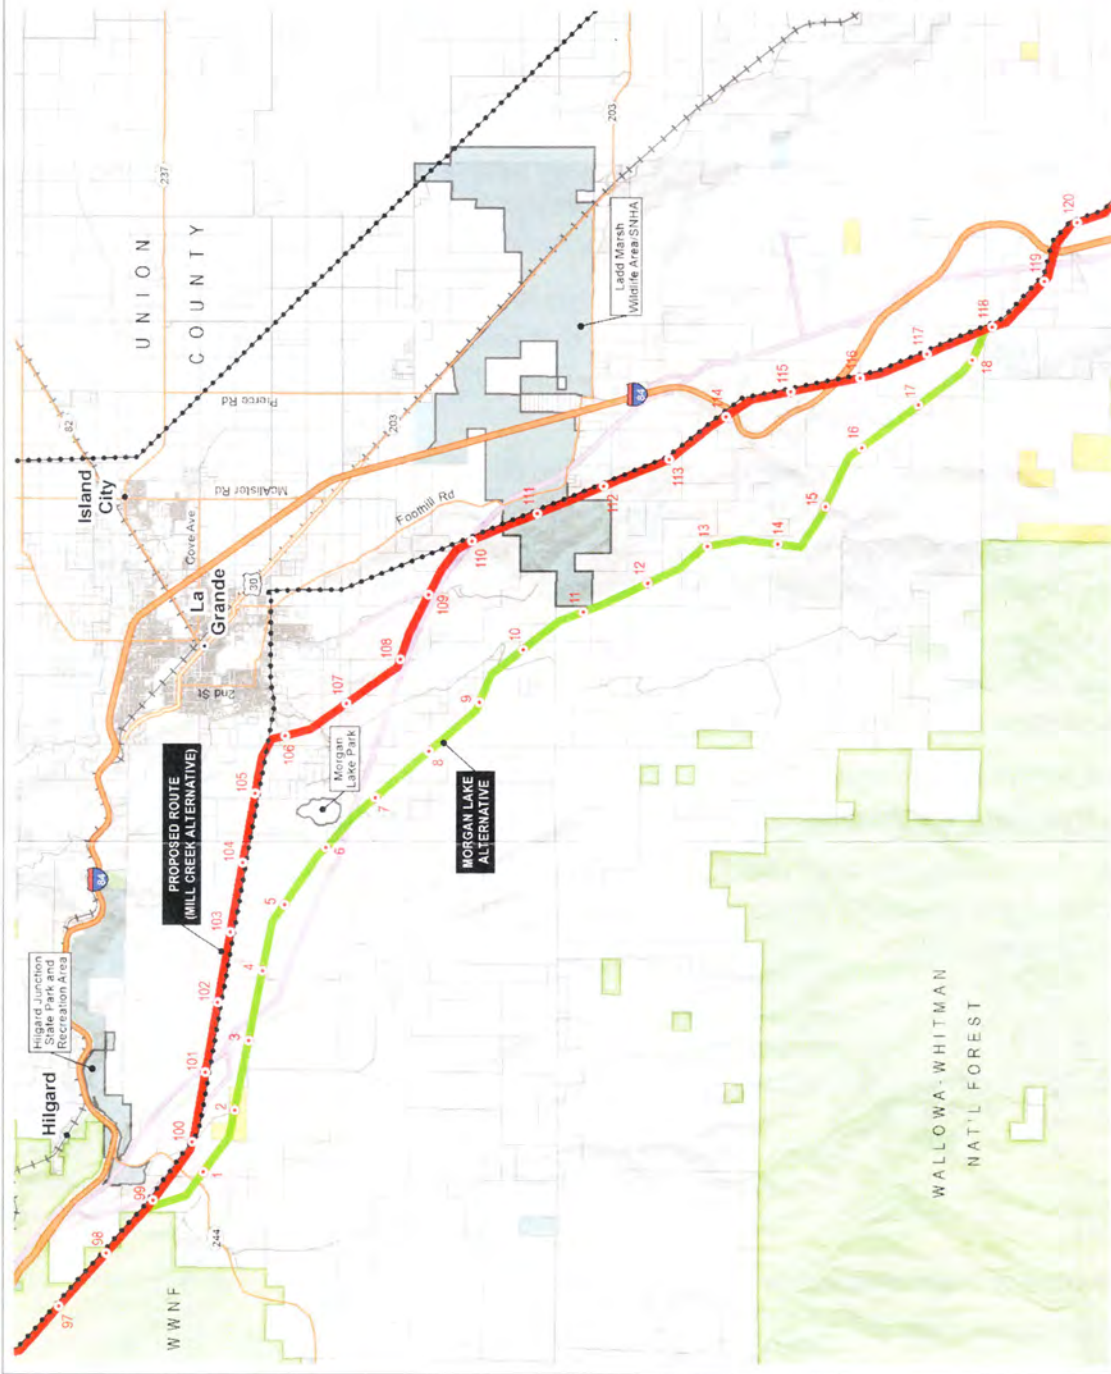 UNION
COUNTY
237
82
203
203
Pierce Rd
McAlister Rd
Cove Ave
Foothill Rd
Island
City
La
Grande
30
2nd St
84
84
Ladd Marsh
Wildlife Area/SNHA
Hilgard Junction
State Park and
Recreation Area
Hilgard
PROPOSED ROUTE
(MILL CREEK ALTERNATIVE)
Morgan
Lake Park
MORGAN LAKE
ALTERNATIVE
WWNF
244
WALLOWA-WHITMAN
NAT'L FOREST
97
98
99
100
101
102
103
104
105
106
107
108
109
110
111
112
113
114
115
116
117
118
119
120
1
2
3
4
5
6
7
8
9
10
11
12
13
14
15
16
17
18